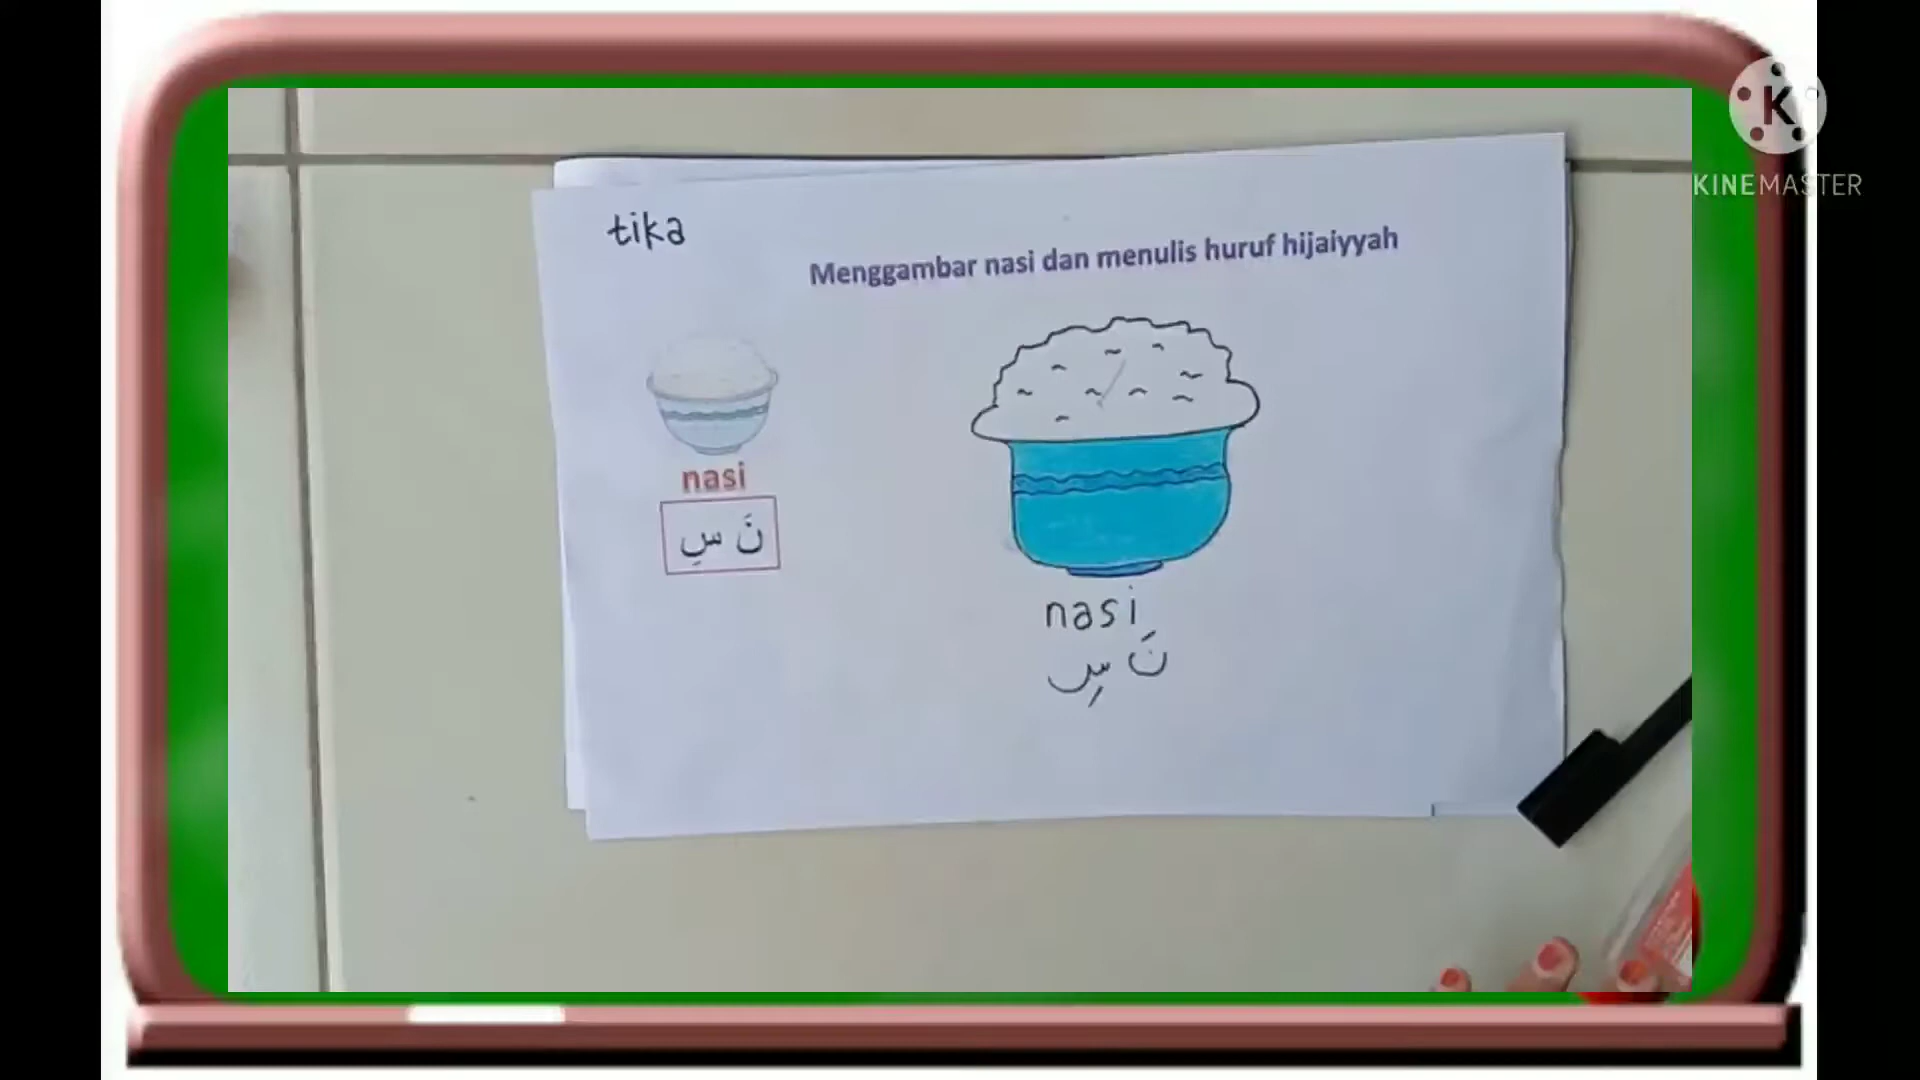 tika
Menggambar nasi dan menulis huruf hijaiyyah
nasi
نَ سِ
nasi
نَ سِ
K
KINEMASTER